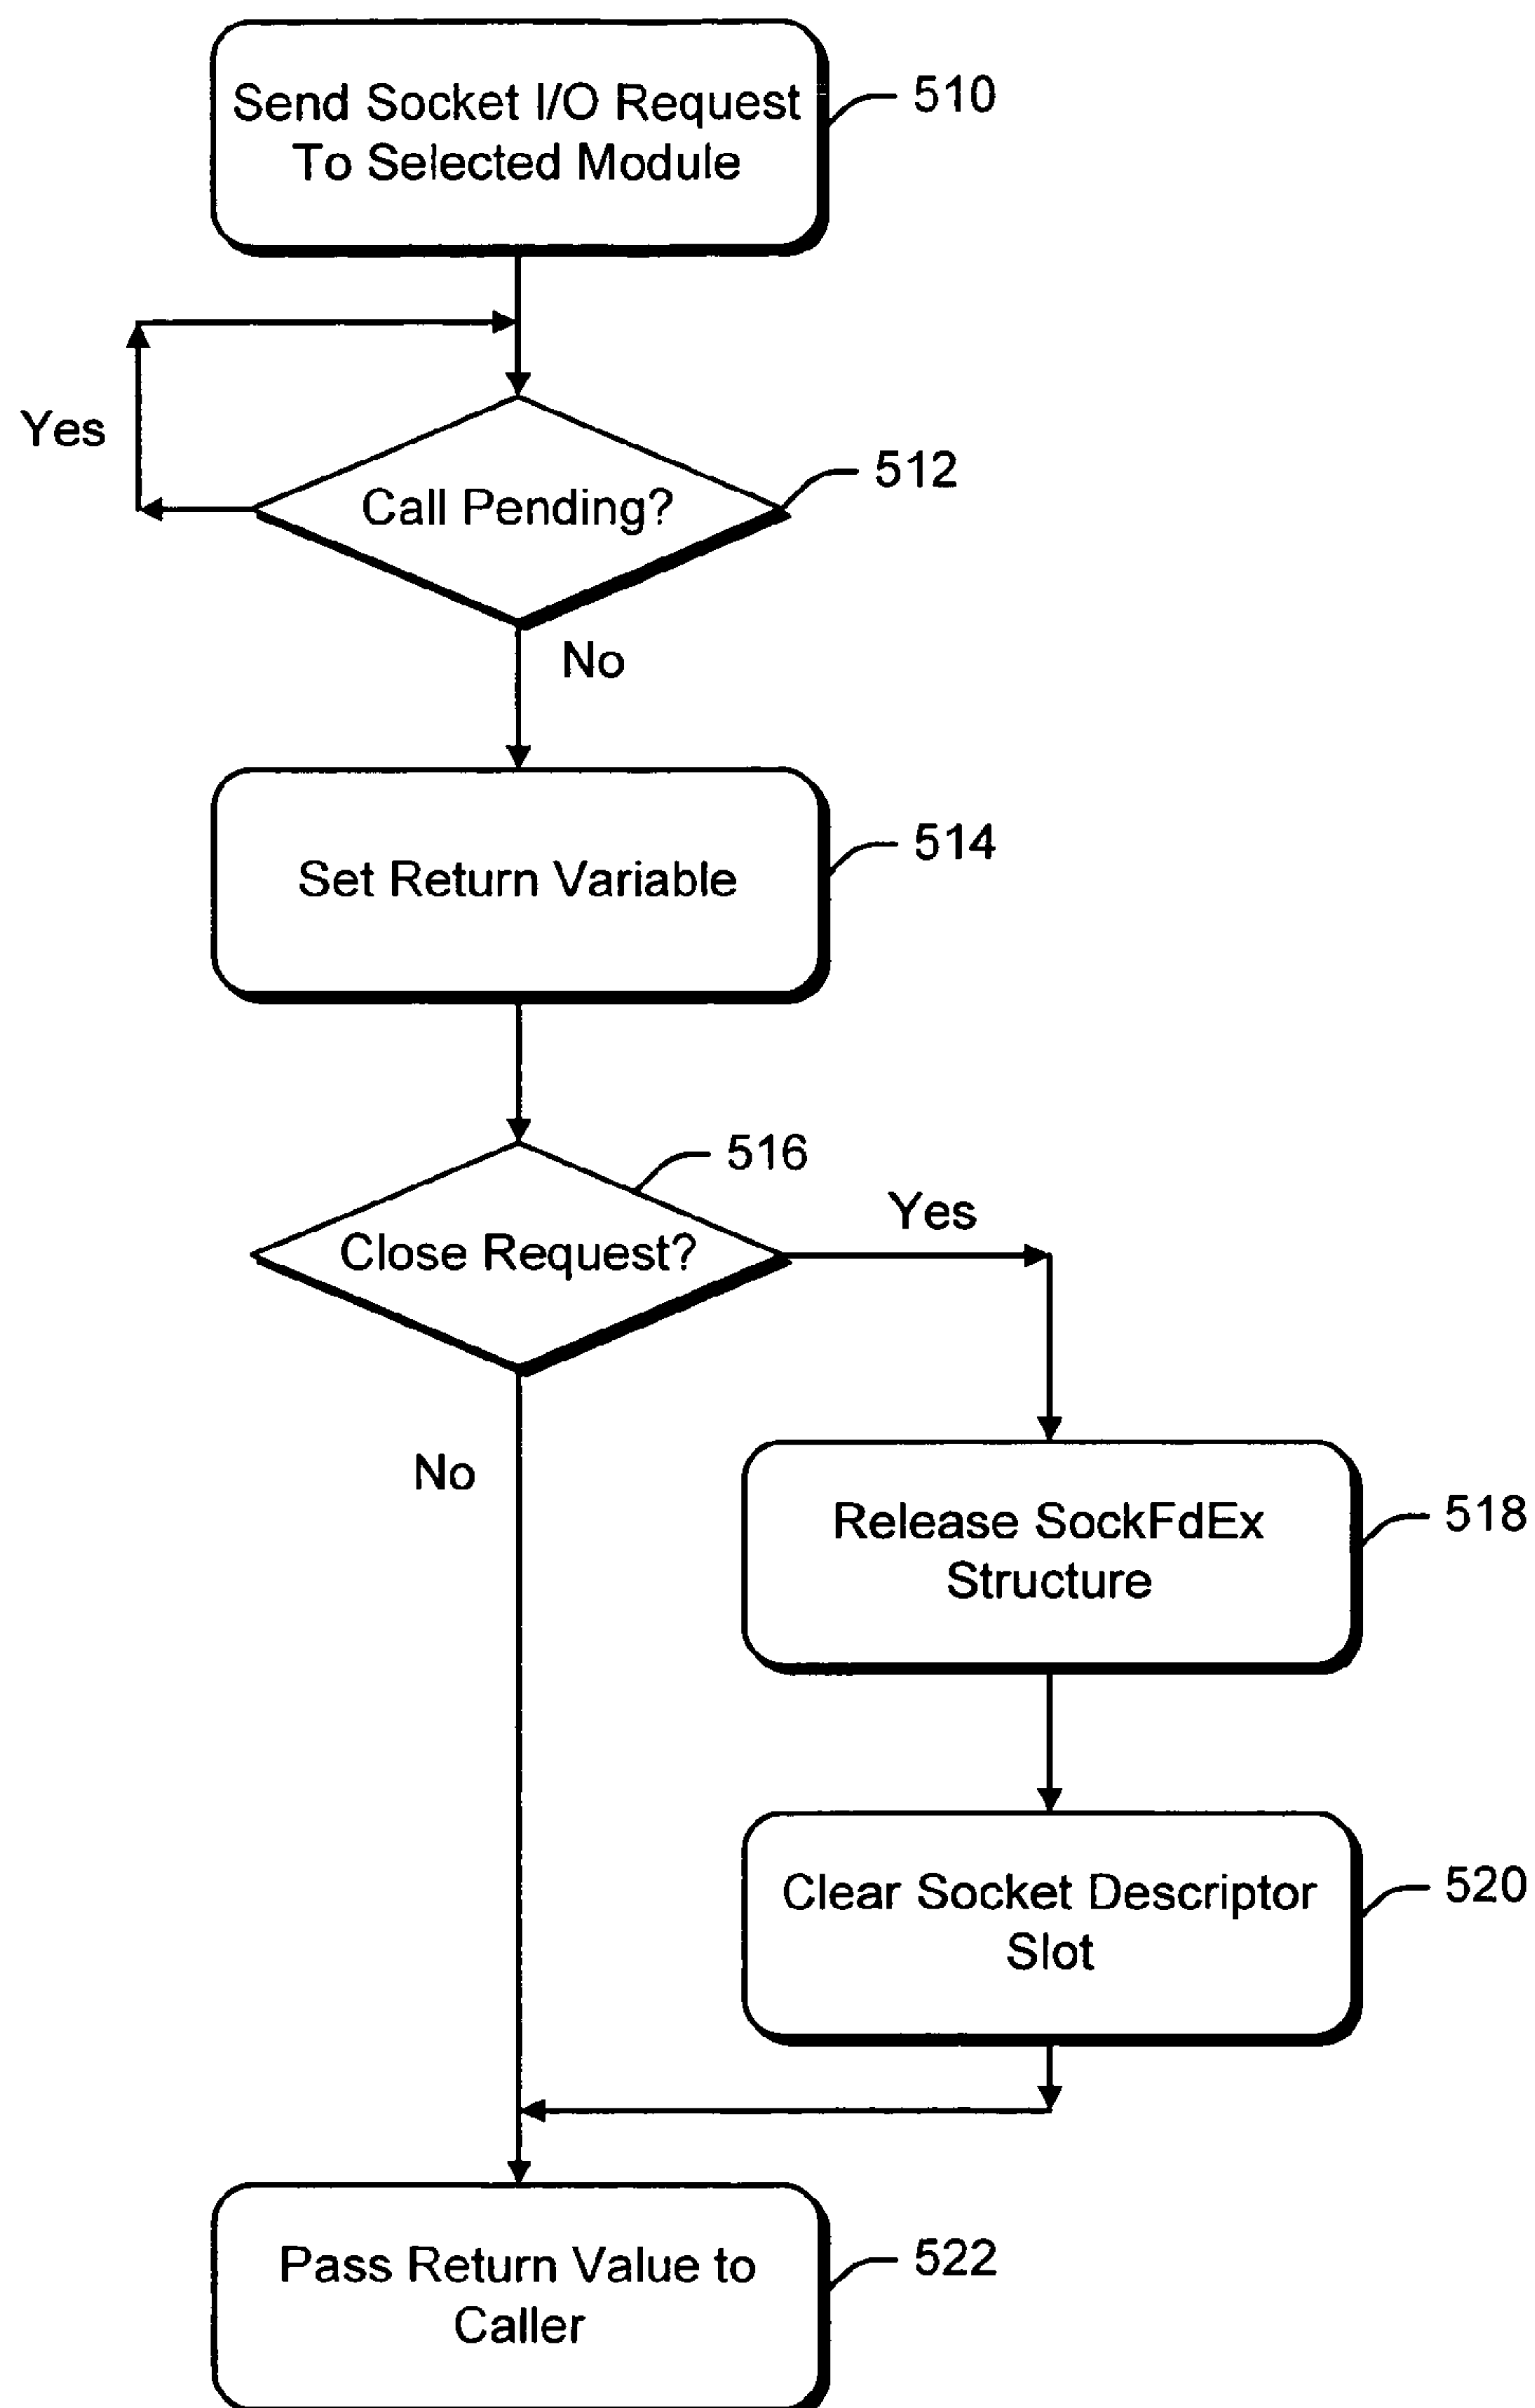 Send Socket I/O Request
To Selected Module
510
Yes
Call Pending?
512
No
Set Return Variable
514
516
Close Request?
Yes
No
Release SockFdEx
Structure
518
Clear Socket Descriptor
Slot
520
Pass Return Value to
Caller
522